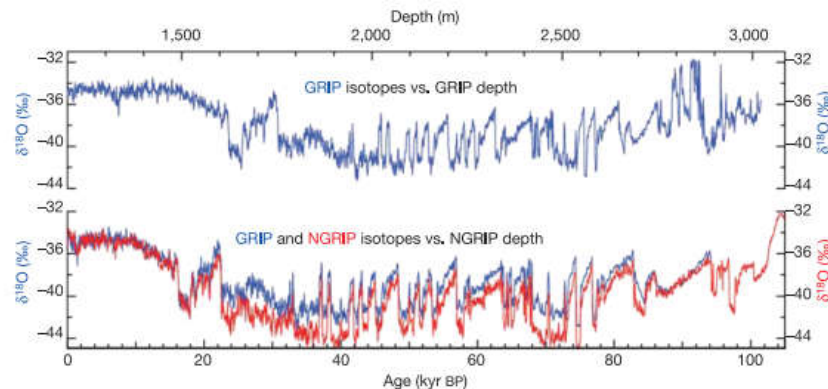 Depth (m)
1,500 2,000 2,500 3,000
−32 −32
−36 −36
−40 −40
−44 −44
δ18O (‰) δ18O (‰)
GRIP isotopes vs. GRIP depth
−32 −32
−36 −36
−40 −40
−44 −44
δ18O (‰) δ18O (‰)
GRIP and NGRIP isotopes vs. NGRIP depth
0 20 40 60 80 100
Age (kyr BP)